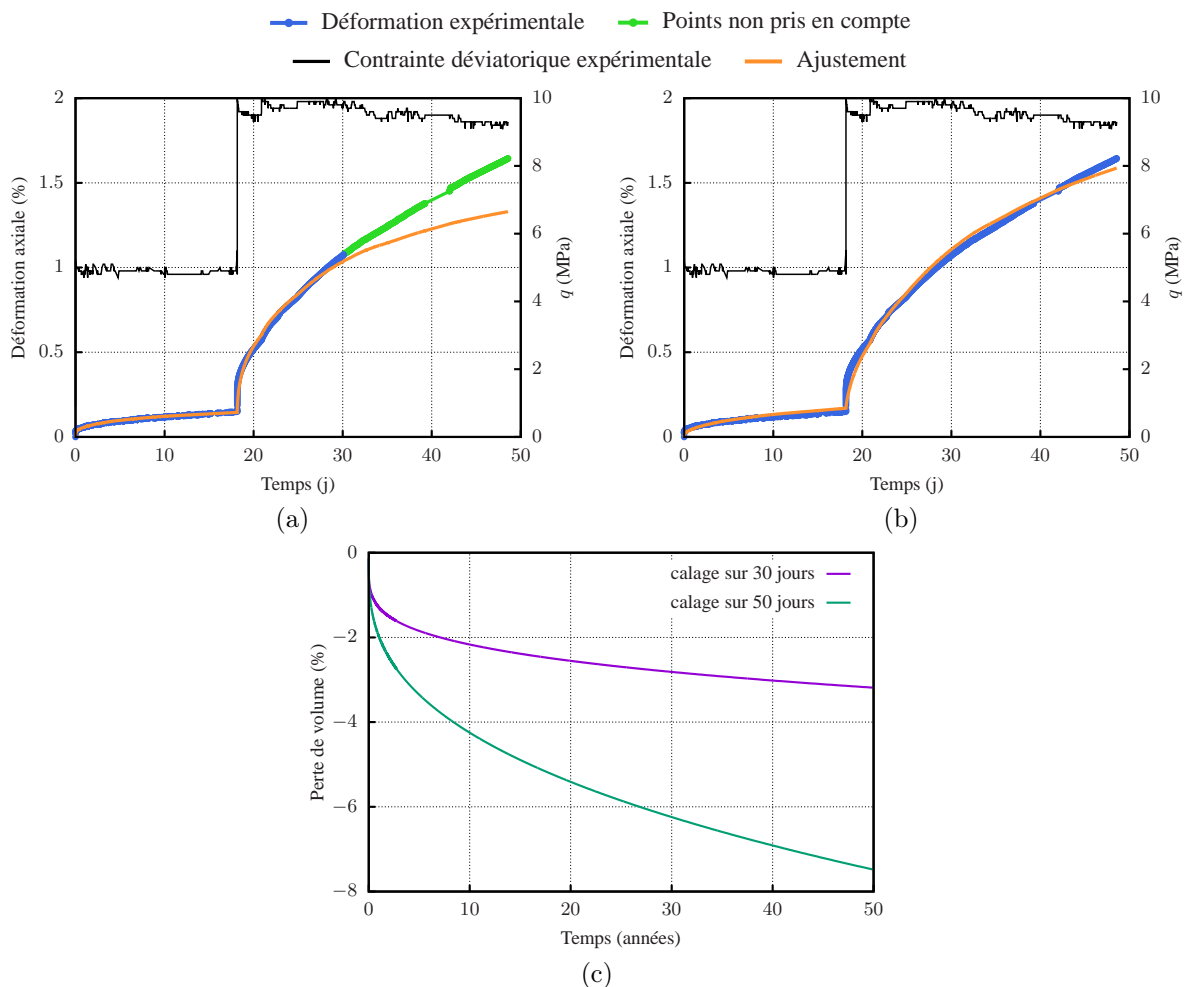 Déformation expérimentale
Points non pris en compte
Contrainte déviatorique expérimentale
Ajustement
0
0.5
1
1.5
2
0 10 20 30 40 50
0
2
4
6
8
10
Déformation axiale (%)
Temps (j)
q (MPa)
(a)
0
0.5
1
1.5
2
0 10 20 30 40 50
0
2
4
6
8
10
Déformation axiale (%)
Temps (j)
q (MPa)
(b)
−8
−6
−4
−2
0
0 10 20 30 40 50
Perte de volume (%)
Temps (années)
calage sur 30 jours
calage sur 50 jours
(c)